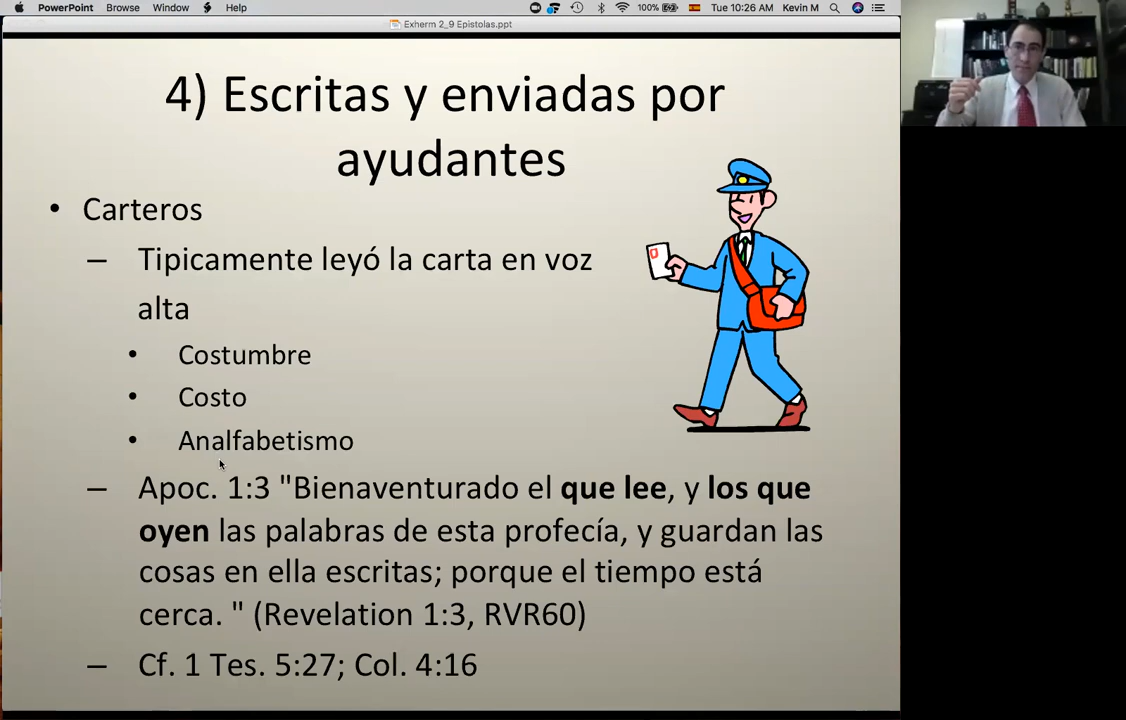 PowerPoint Browse Window Help 100% Tue 10:26 AM Kevin M
Exherm 2_9 Epistolas.ppt
4) Escritas y enviadas por
ayudantes
• Carteros
– Tipicamente leyó la carta en voz
alta
• Costumbre
• Costo
• Analfabetismo
– Apoc. 1:3 "Bienaventurado el que lee, y los que
oyen las palabras de esta profecía, y guardan las
cosas en ella escritas; porque el tiempo está
cerca. " (Revelation 1:3, RVR60)
– Cf. 1 Tes. 5:27; Col. 4:16